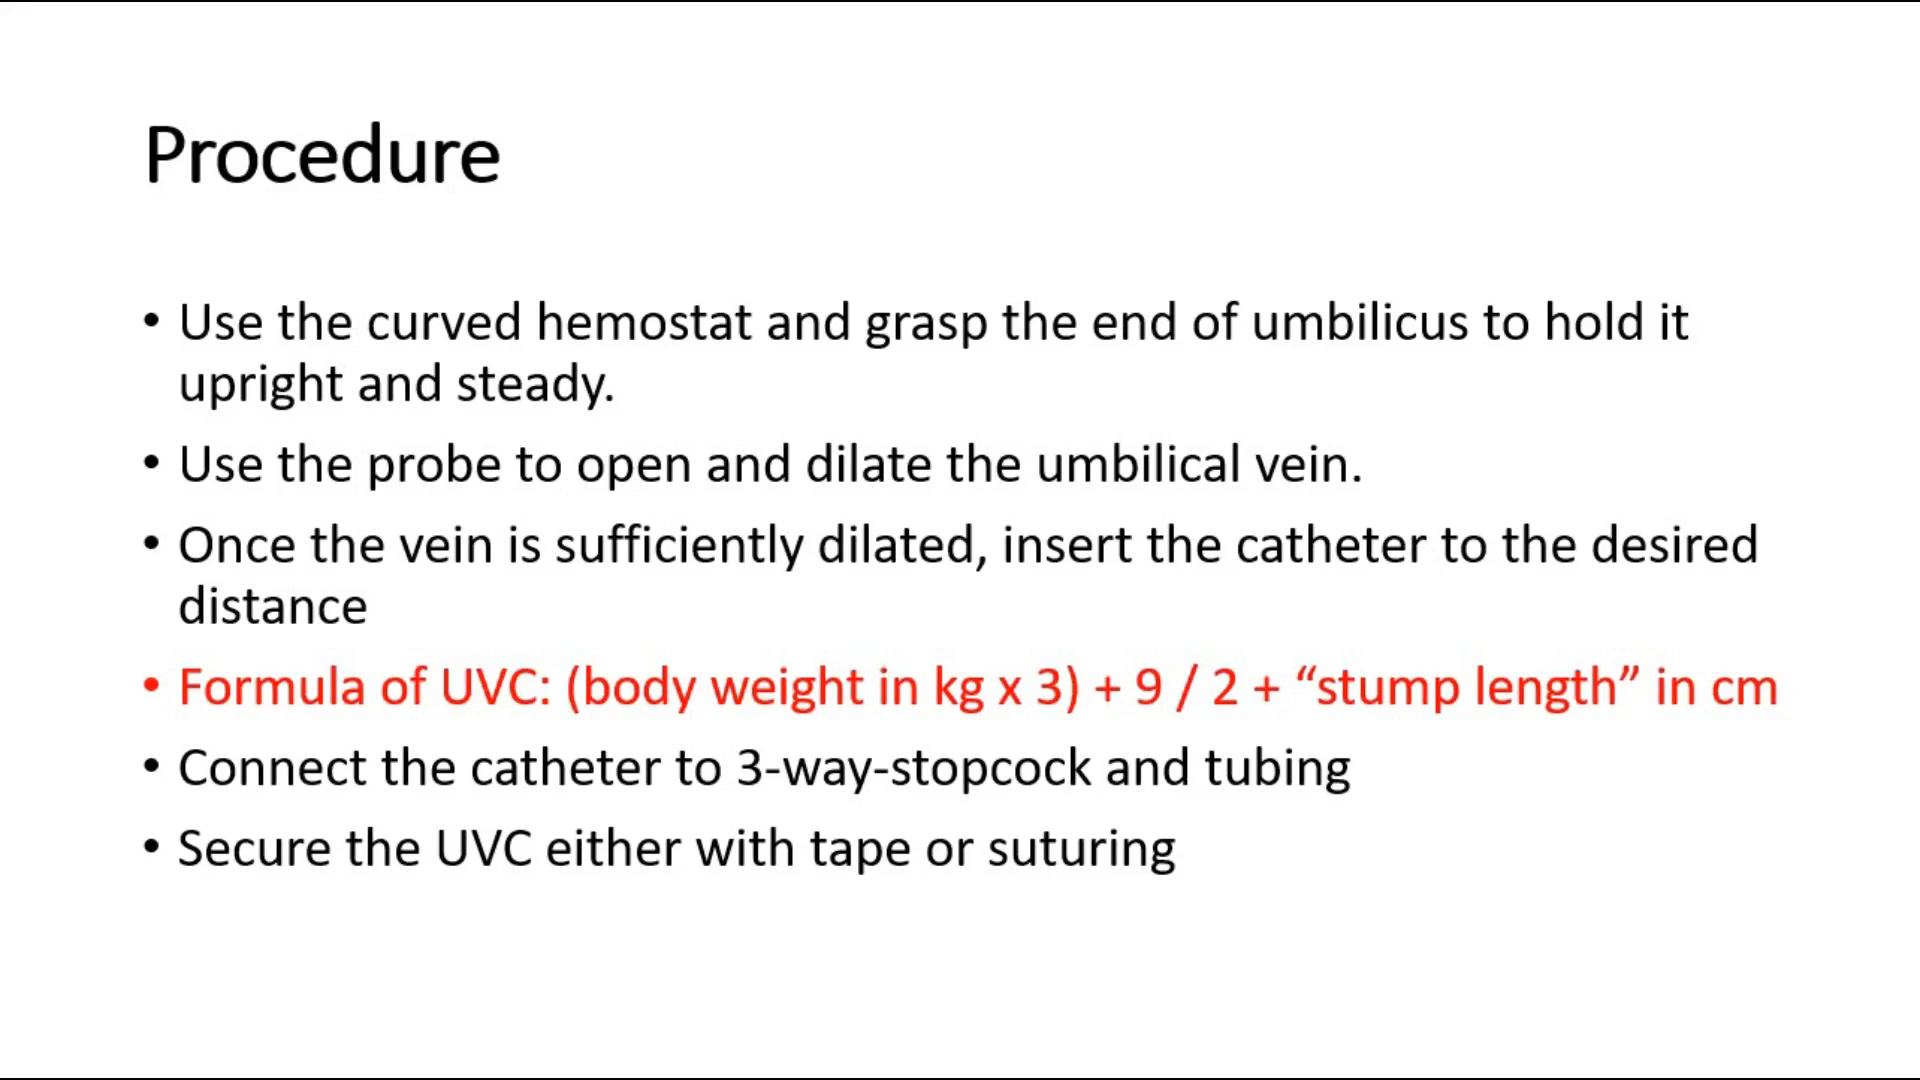 Procedure
• Use the curved hemostat and grasp the end of umbilicus to hold it
upright and steady.
• Use the probe to open and dilate the umbilical vein.
• Once the vein is sufficiently dilated, insert the catheter to the desired
distance
• Formula of UVC: (body weight in kg x 3) + 9 / 2 + “stump length” in cm
• Connect the catheter to 3-way-stopcock and tubing
• Secure the UVC either with tape or suturing